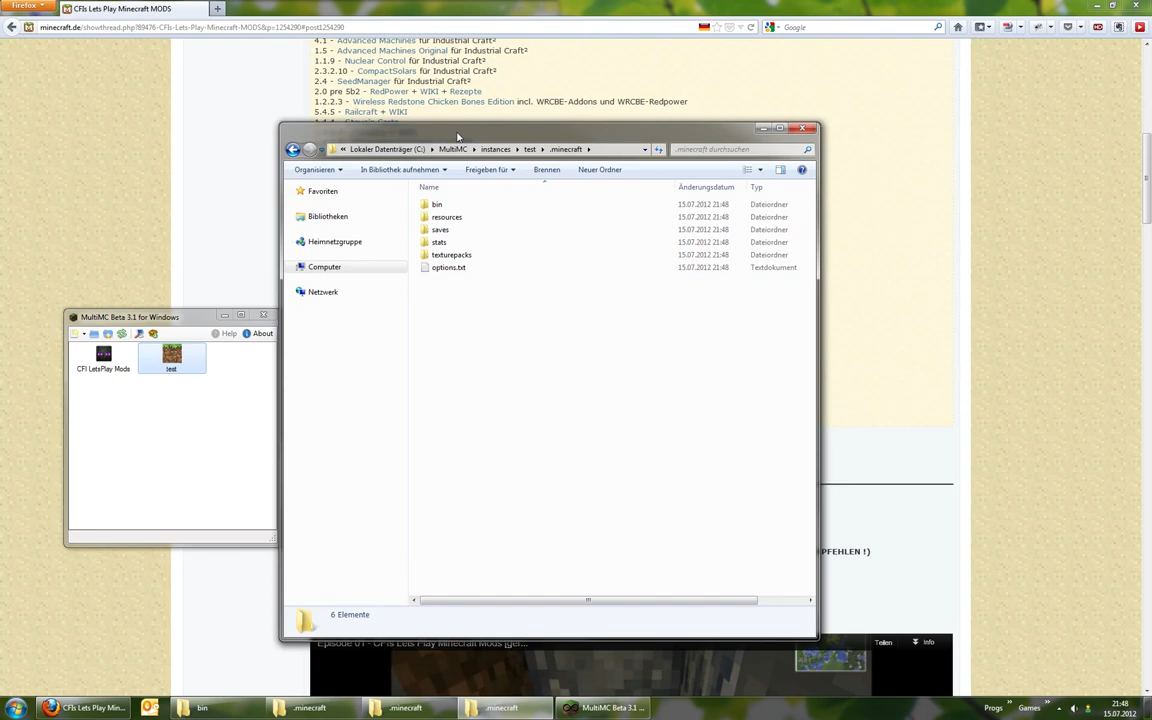 Firefox
CFIs Lets Play Minecraft MODS
minecraft.de/showthread.php?89476-CFIs-Lets-Play-Minecraft-MODS&p=1254290#post1254290
Google
4.1 - Advanced Machines für Industrial Craft²
1.5 - Advanced Machines Original für Industrial Craft²
1.1.9 - Nuclear Control für Industrial Craft²
2.3.2.10 - CompactSolars für Industrial Craft²
2.4 - SeedManager für Industrial Craft²
2.0 pre 5b2 - RedPower + WIKI + Rezepte
1.2.2.3 - Wireless Redstone Chicken Bones Edition incl. WRCBE-Addons und WRCBE-Redpower
5.4.5 - Railcraft + WIKI
Lokaler Datenträger (C:) MultiMC instances test .minecraft
.minecraft durchsuchen
Organisieren In Bibliothek aufnehmen Freigeben für Brennen Neuer Ordner
Favoriten
Bibliotheken
Heimnetzgruppe
Computer
Netzwerk
Name Änderungsdatum Typ
bin 15.07.2012 21:48 Dateiordner
resources 15.07.2012 21:48 Dateiordner
saves 15.07.2012 21:48 Dateiordner
stats 15.07.2012 21:48 Dateiordner
texturepacks 15.07.2012 21:48 Dateiordner
options.txt 15.07.2012 21:48 Textdokument
6 Elemente
MultiMC Beta 3.1 for Windows
Help About
CFI LetsPlay Mods
test
PFEHLEN !)
Episode 01 - CFIs Lets Play Minecraft Mods [ger...
Teilen Info
CFIs Lets Play Min...
bin
.minecraft
.minecraft
.minecraft
MultiMC Beta 3.1 ...
Progs
Games
21:48
15.07.2012